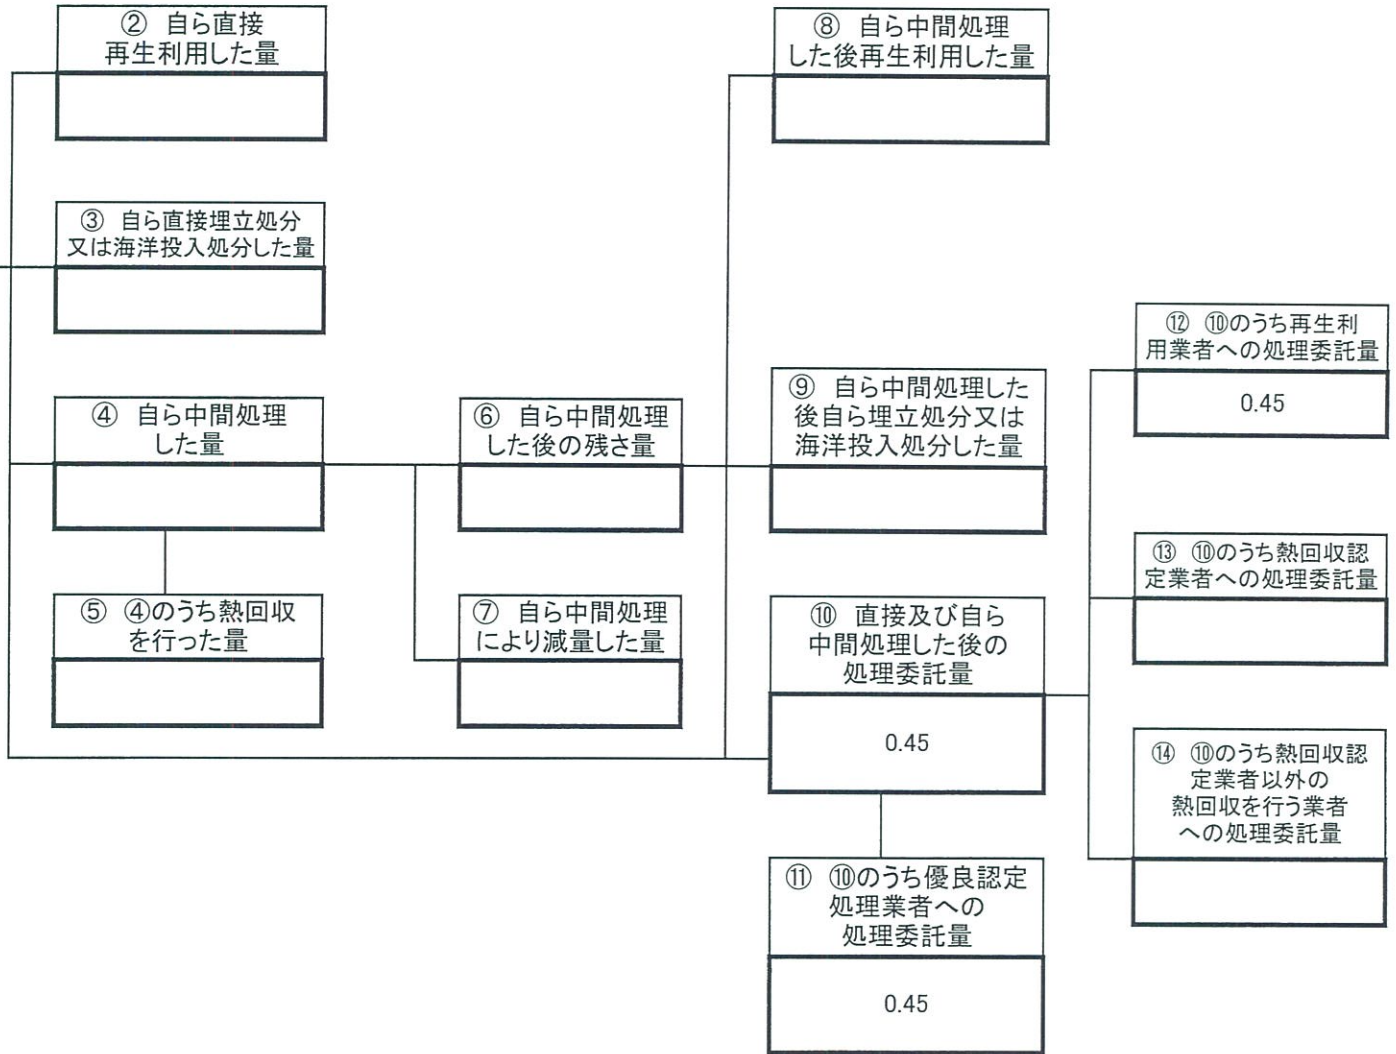 ② 自ら直接
再生利用した量
⑧ 自ら中間処理
した後再生利用した量
③ 自ら直接埋立処分
又は海洋投入処分した量
④ 自ら中間処理
した量
⑥ 自ら中間処理
した後の残さ量
⑨ 自ら中間処理した
後自ら埋立処分又は
海洋投入処分した量
⑫ ⑩のうち再生利
用業者への処理委託量
0.45
⑤ ④のうち熱回収
を行った量
⑦ 自ら中間処理
により減量した量
⑩ 直接及び自ら
中間処理した後の
処理委託量
0.45
⑬ ⑩のうち熱回収認
定業者への処理委託量
⑭ ⑩のうち熱回収認
定業者以外の
熱回収を行う業者
への処理委託量
⑪ ⑩のうち優良認定
処理業者への
処理委託量
0.45